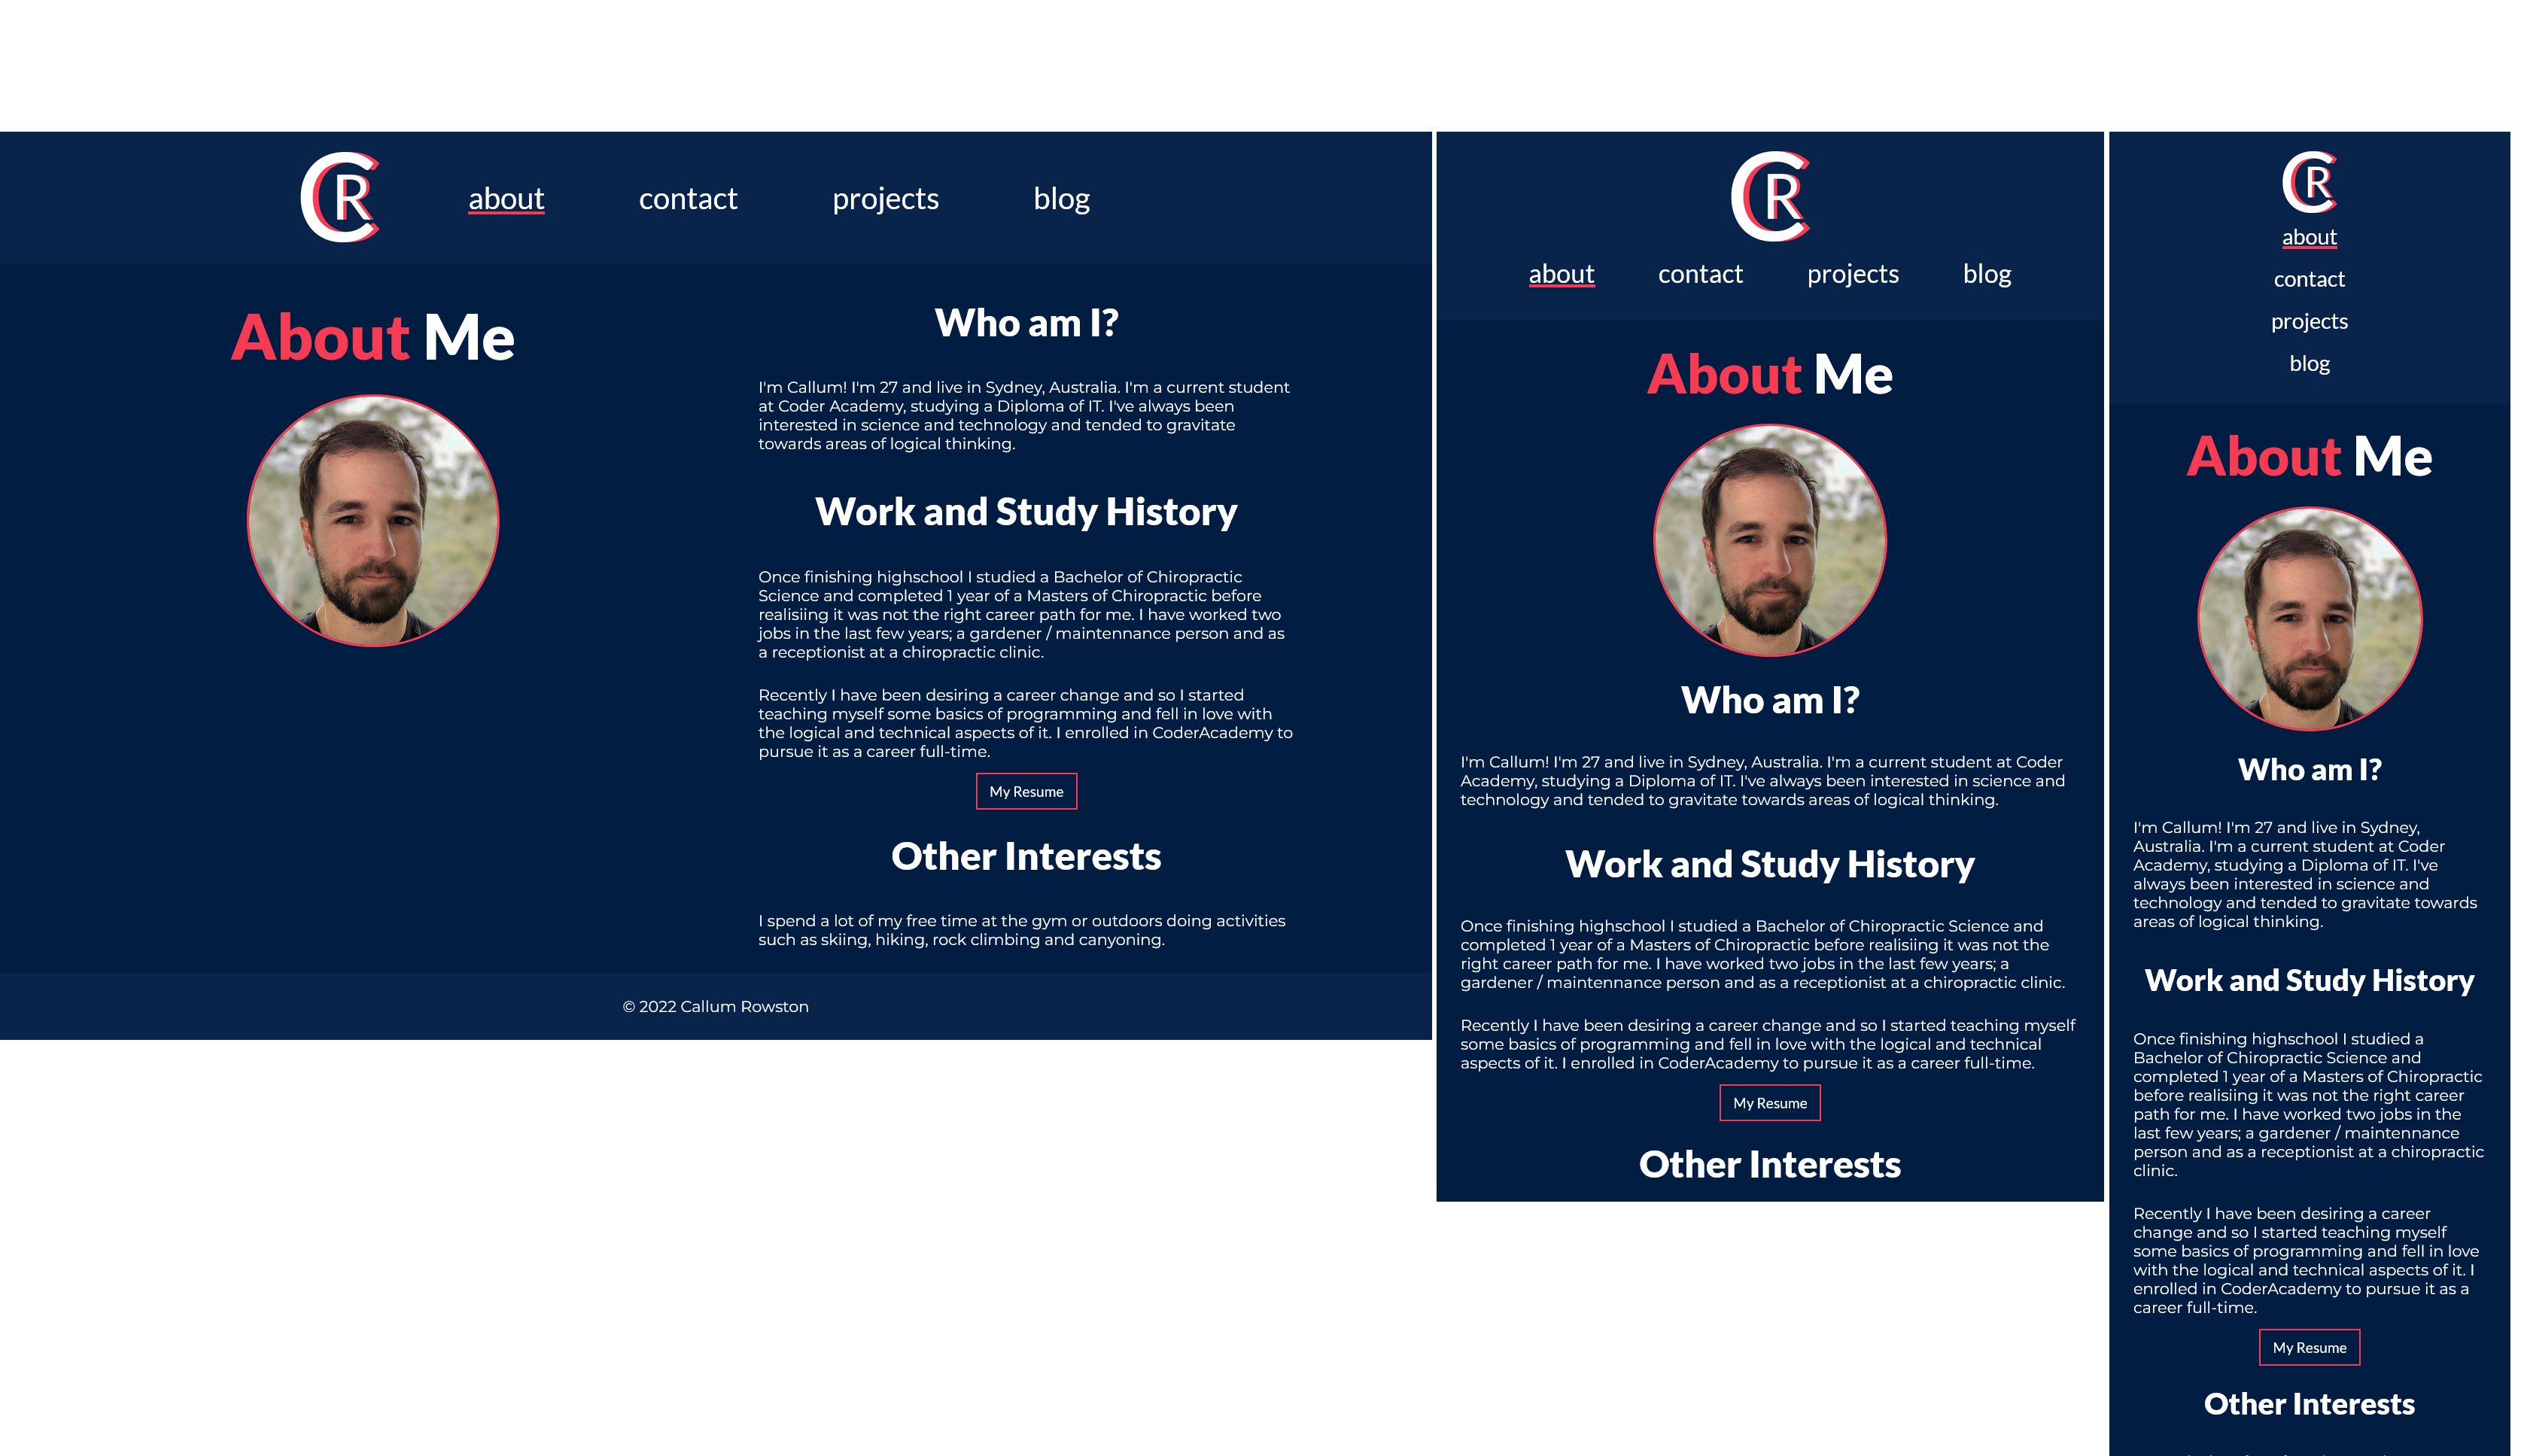 CR
about contact projects blog
About Me
Who am I?
I'm Callum! I'm 27 and live in Sydney, Australia. I'm a current student
at Coder Academy, studying a Diploma of IT. I've always been
interested in science and technology and tended to gravitate
towards areas of logical thinking.
Work and Study History
Once finishing highschool I studied a Bachelor of Chiropractic
Science and completed 1 year of a Masters of Chiropractic before
realisiing it was not the right career path for me. I have worked two
jobs in the last few years; a gardener / maintennance person and as
a receptionist at a chiropractic clinic.
Recently I have been desiring a career change and so I started
teaching myself some basics of programming and fell in love with
the logical and technical aspects of it. I enrolled in CoderAcademy to
pursue it as a career full-time.
My Resume
Other Interests
I spend a lot of my free time at the gym or outdoors doing activities
such as skiing, hiking, rock climbing and canyoning.
© 2022 Callum Rowston
CR
about contact projects blog
About Me
Who am I?
I'm Callum! I'm 27 and live in Sydney, Australia. I'm a current student at Coder
Academy, studying a Diploma of IT. I've always been interested in science and
technology and tended to gravitate towards areas of logical thinking.
Work and Study History
Once finishing highschool I studied a Bachelor of Chiropractic Science and
completed 1 year of a Masters of Chiropractic before realisiing it was not the
right career path for me. I have worked two jobs in the last few years; a
gardener / maintennance person and as a receptionist at a chiropractic clinic.
Recently I have been desiring a career change and so I started teaching myself
some basics of programming and fell in love with the logical and technical
aspects of it. I enrolled in CoderAcademy to pursue it as a career full-time.
My Resume
Other Interests
CR
about
contact
projects
blog
About Me
Who am I?
I'm Callum! I'm 27 and live in Sydney,
Australia. I'm a current student at Coder
Academy, studying a Diploma of IT. I've
always been interested in science and
technology and tended to gravitate towards
areas of logical thinking.
Work and Study History
Once finishing highschool I studied a
Bachelor of Chiropractic Science and
completed 1 year of a Masters of Chiropractic
before realisiing it was not the right career
path for me. I have worked two jobs in the
last few years; a gardener / maintennance
person and as a receptionist at a chiropractic
clinic.
Recently I have been desiring a career
change and so I started teaching myself
some basics of programming and fell in love
with the logical and technical aspects of it. I
enrolled in CoderAcademy to pursue it as a
career full-time.
My Resume
Other Interests